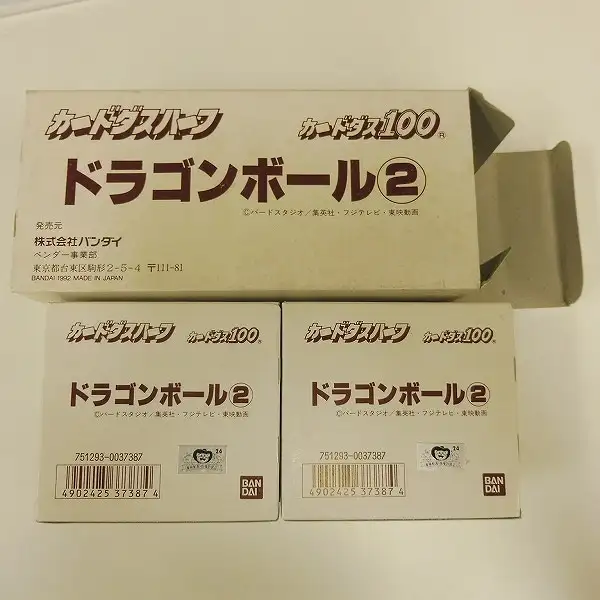 カードダスハーフ カードダス100®
ドラゴンボール②
©バードスタジオ/集英社・フジテレビ・東映動画
発売元
株式会社バンダイ
ベンダー事業部
東京都台東区駒形2-5-4 〒111-81
BANDAI 1992 MADE IN JAPAN
カードダスハーフ カードダス100®
ドラゴンボール②
©バードスタジオ/集英社・フジテレビ・東映動画
751293-0037387
14
4902425 37387 4
BAN
DAI
カードダスハーフ カードダス100®
ドラゴンボール②
©バードスタジオ/集英社・フジテレビ・東映動画
751293-0037387
14
4902425 37387 4
BAN
DAI